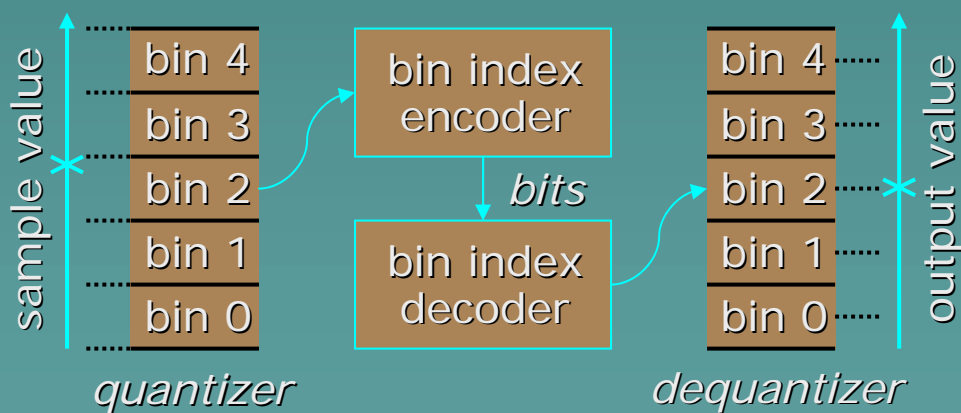 sample value
bin 4
bin 3
bin 2
bin 1
bin 0
quantizer
bin index
encoder
bits
bin index
decoder
bin 4
bin 3
bin 2
bin 1
bin 0
dequantizer
output value